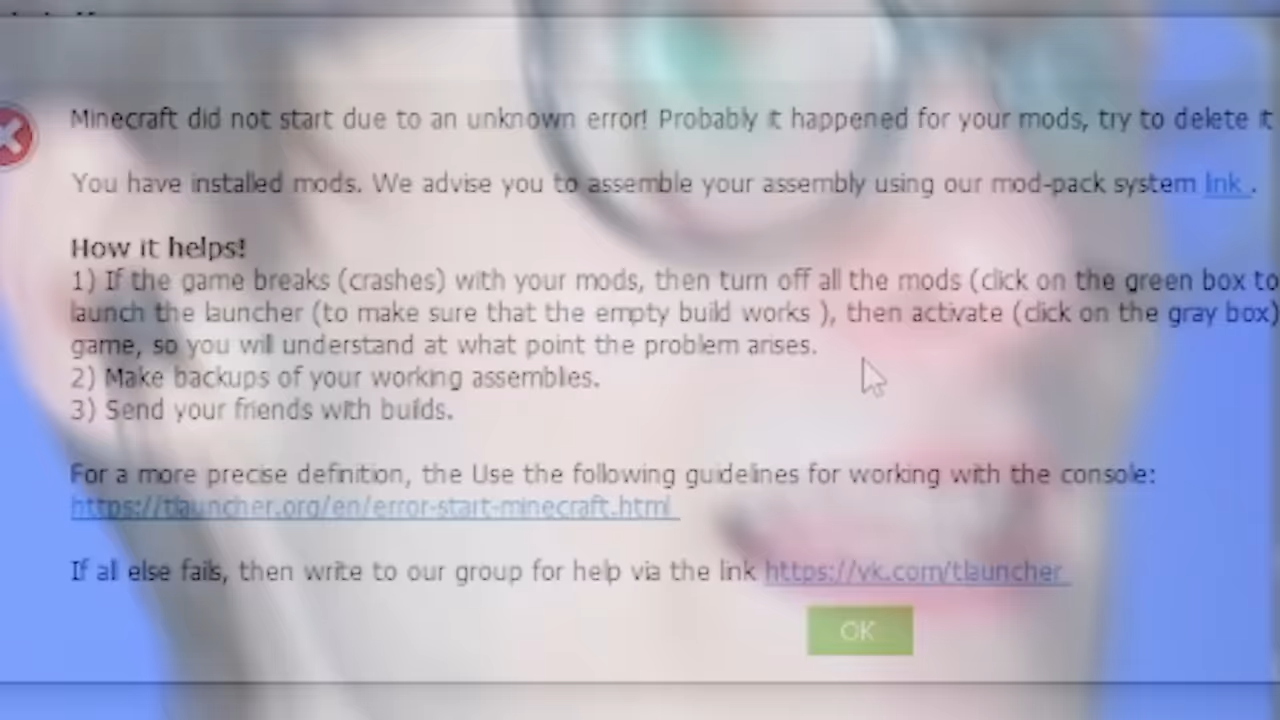 Minecraft did not start due to an unknown error! Probably it happened for your mods, try to delete it
You have installed mods. We advise you to assemble your assembly using our mod-pack system link .
How it helps!
1) If the game breaks (crashes) with your mods, then turn off all the mods (click on the green box to
launch the launcher (to make sure that the empty build works ), then activate (click on the gray box)
game, so you will understand at what point the problem arises.
2) Make backups of your working assemblies.
3) Send your friends with builds.
For a more precise definition, the Use the following guidelines for working with the console:
https://tlauncher.org/en/error-start-minecraft.html
If all else fails, then write to our group for help via the link https://vk.com/tlauncher
OK